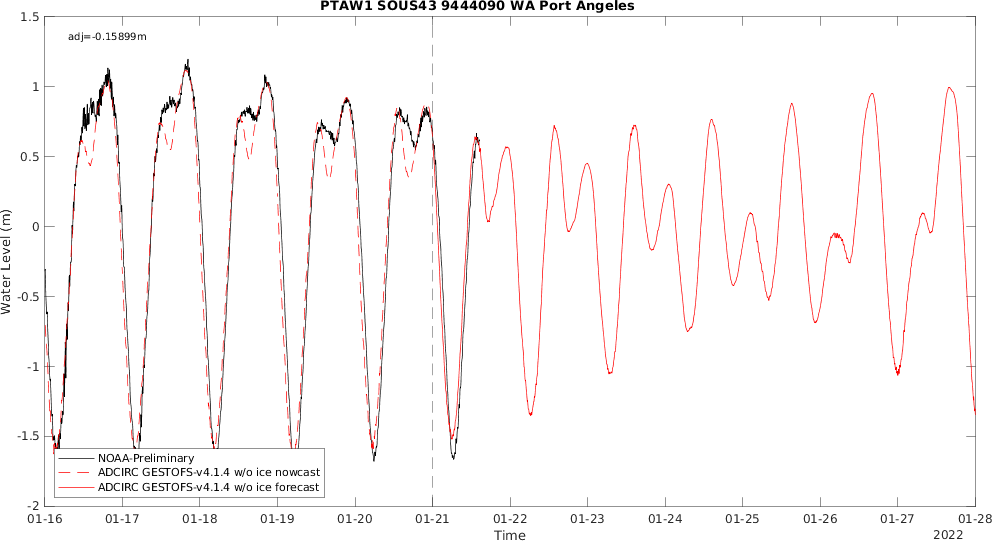 PTAW1 SOUS43 9444090 WA Port Angeles
adj=-0.15899m
1.5
1
0.5
0
-0.5
-1
-1.5
-2
Water Level (m)
NOAA-Preliminary
ADCIRC GESTOFS-v4.1.4 w/o ice nowcast
ADCIRC GESTOFS-v4.1.4 w/o ice forecast
01-16 01-17 01-18 01-19 01-20 01-21 01-22 01-23 01-24 01-25 01-26 01-27 01-28
Time
2022